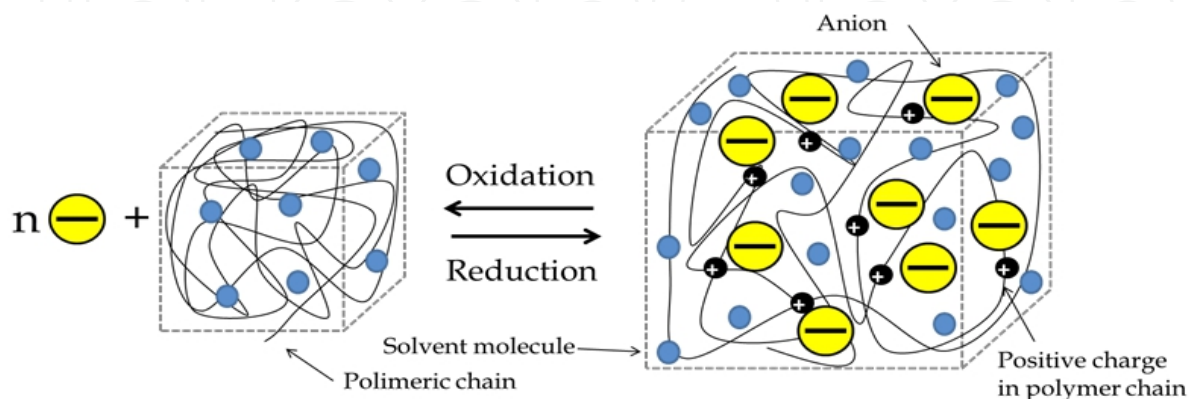 Anion
n
+
Oxidation
Reduction
Solvent molecule
Polimeric chain
Positive charge
in polymer chain